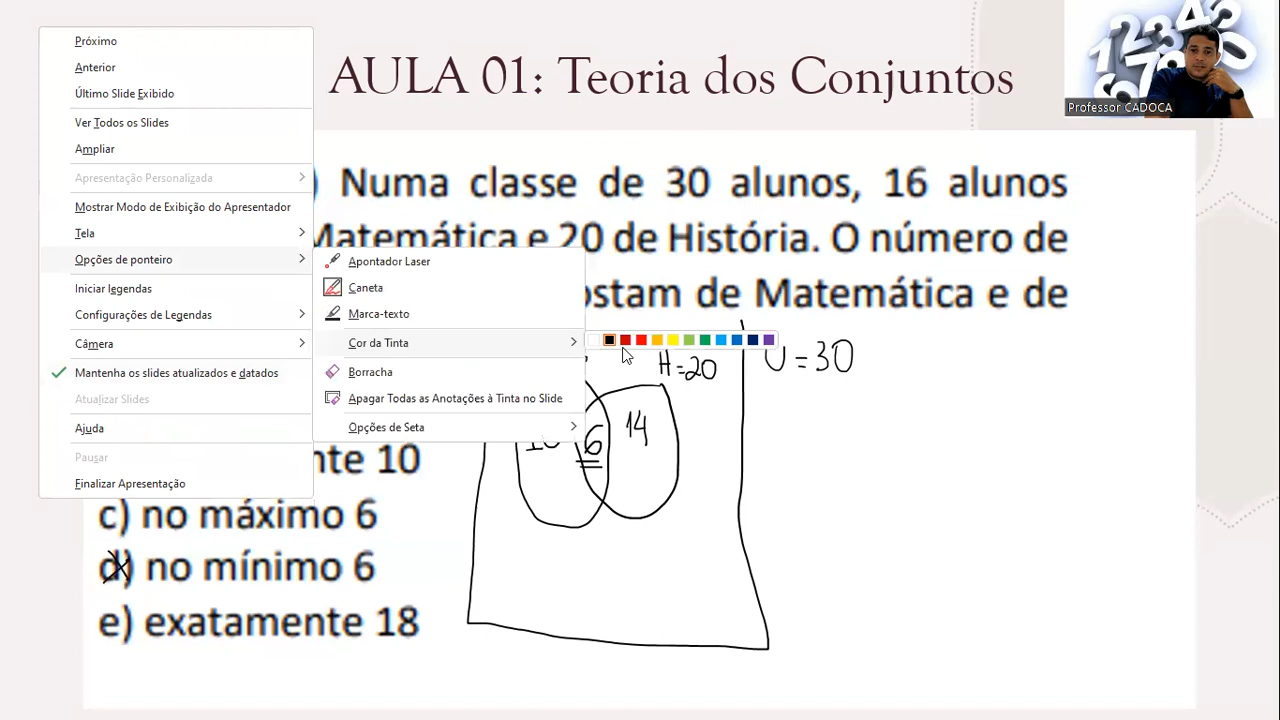 AULA 01: Teoria dos Conjuntos
Professor CADOCA
Próximo
Anterior
Último Slide Exibido
Ver Todos os Slides
Ampliar
Apresentação Personalizada
Mostrar Modo de Exibição do Apresentador
Tela
Opções de ponteiro
Iniciar legendas
Configurações de Legendas
Câmera
Mantenha os slides atualizados e datados
Atualizar Slides
Ajuda
Pausar
Finalizar Apresentação
Apontador Laser
Caneta
Marca-texto
Cor da Tinta
Borracha
Apagar Todas as Anotações à Tinta no Slide
Opções de Seta
) Numa classe de 30 alunos, 16 alunos
Matemática e 20 de História. O número de
ostam de Matemática e de
H=20
U=30
6
14
nte 10
c) no máximo 6
d) no mínimo 6
e) exatamente 18